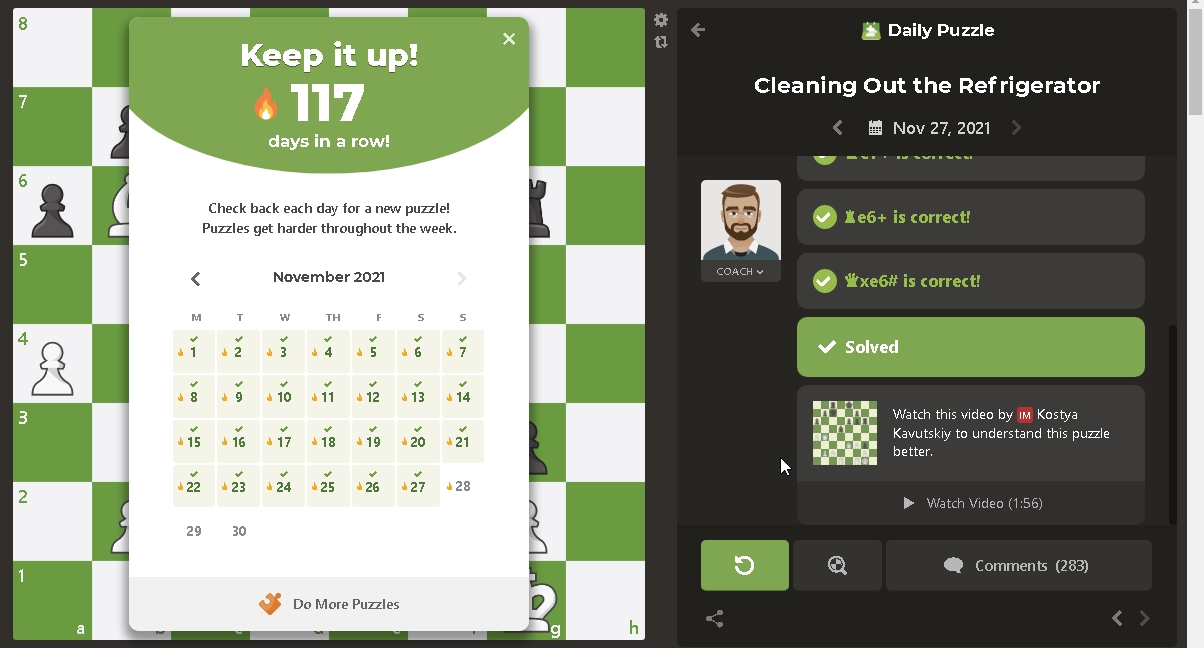 8
7
6
5
4
3
2
1
a
g
h
Keep it up!
117
days in a row!
Check back each day for a new puzzle!
Puzzles get harder throughout the week.
November 2021
M T W TH F S S
1 2 3 4 5 6 7
8 9 10 11 12 13 14
15 16 17 18 19 20 21
22 23 24 25 26 27 28
29 30
Do More Puzzles
Daily Puzzle
Cleaning Out the Refrigerator
Nov 27, 2021
COACH
is correct!
♜e6+ is correct!
♛xe6# is correct!
Solved
Watch this video by IM Kostya
Kavutskiy to understand this puzzle
better.
Watch Video (1:56)
Comments (283)